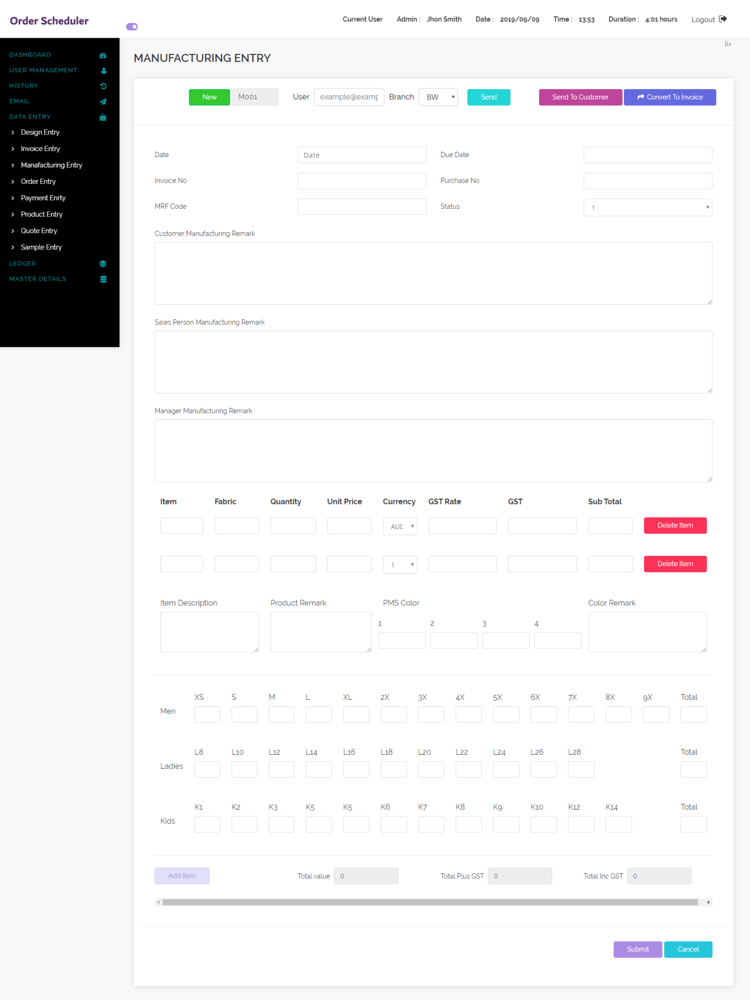 Order Scheduler
Current User Admin : Jhon Smith Date : 2019/09/09 Time : 13:53 Duration : 4:01 hours Logout
li>
DASHBOARD
USER MANAGEMENT
HISTORY
EMAIL
DATA ENTRY
Design Entry
Invoice Entry
Manafacturing Entry
Order Entry
Payment Enrty
Product Entry
Quote Entry
Sample Entry
LEDGER
MASTER DETAILS
MANUFACTURING ENTRY
New M001 User example@examp Branch BW Send Send To Customer Convert To Invoice
Date Date Due Date
Invoice No Purchase No
MRF Code Status 1
Customer Manufacturing Remark
Sales Person Manufacturing Remark
Manager Manufacturing Remark
Item Fabric Quantity Unit Price Currency GST Rate GST Sub Total
AUD Delete Item
1 Delete Item
Item Description Product Remark PMS Color Color Remark
1 2 3 4
XS S M L XL 2X 3X 4X 5X 6X 7X 8X 9X Total
Men
L8 L10 L12 L14 L16 L18 L20 L22 L24 L26 L28 Total
Ladies
K1 K2 K3 K5 K5 K6 K7 K8 K9 K10 K12 K14 Total
Kids
Add Item Total value 0 Total Plus GST 0 Total Inc GST 0
Submit Cancel